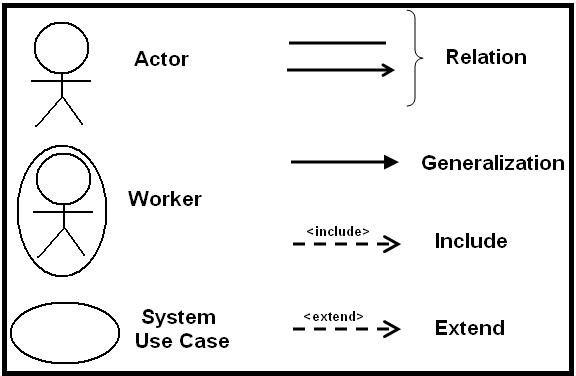 Actor
Relation
Worker
Generalization
<include>
Include
System
Use Case
<extend>
Extend